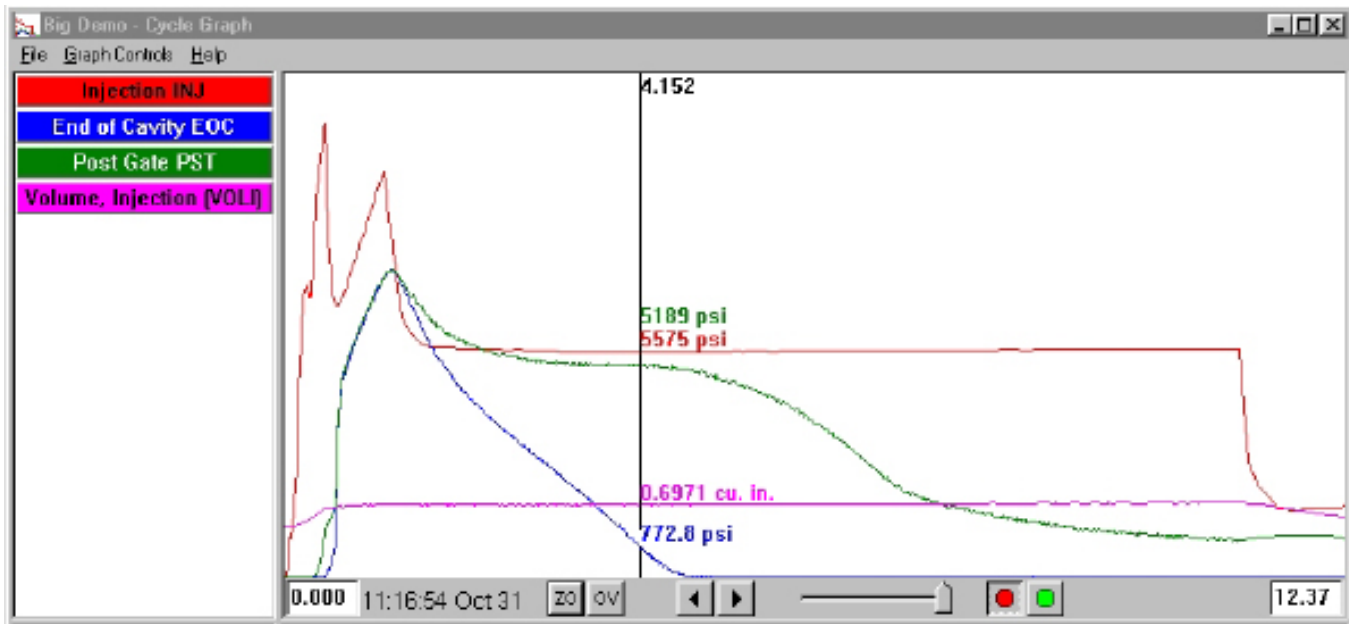 Big Demo - Cycle Graph
File Graph Controls Help
Injection INJ
End of Cavity EOC
Post Gate PST
Volume, Injection (VOLI)
4.152
5189 psi
5575 psi
0.6971 cu. in.
772.8 psi
0.000 11:16:54 Oct 31 ZO OV 12.37